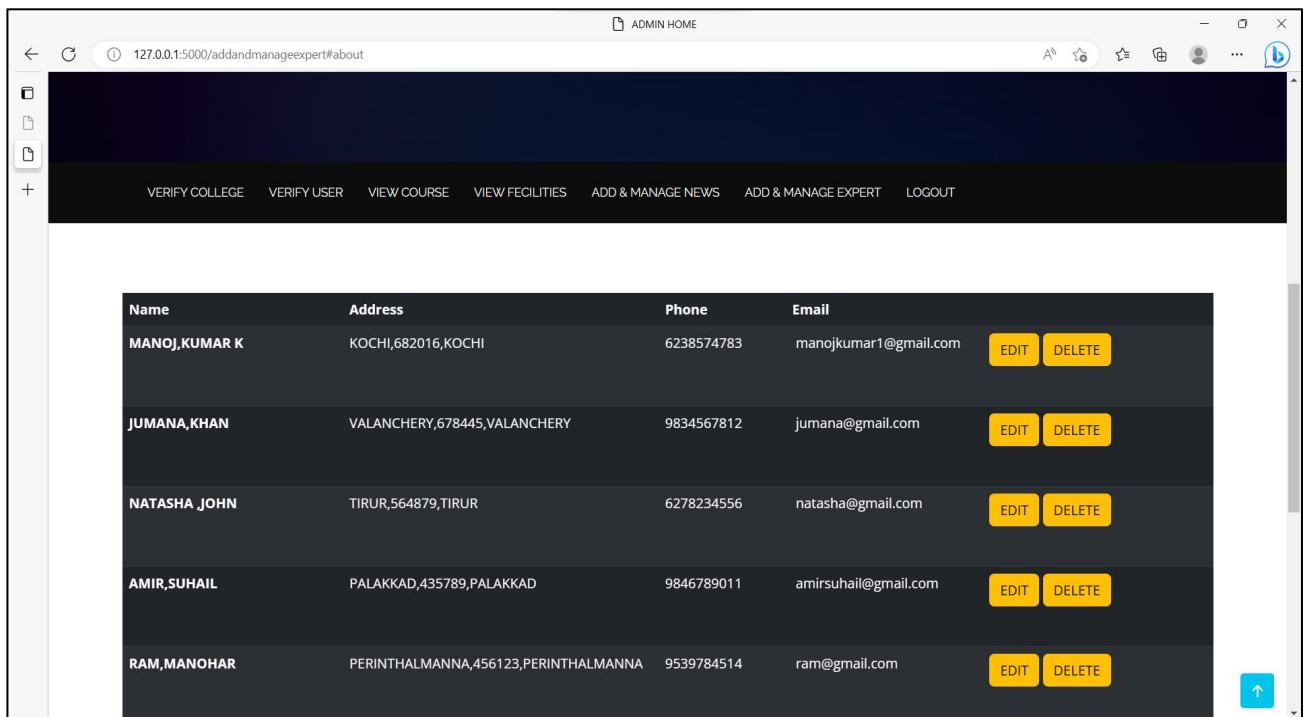 ADMIN HOME
127.0.0.1:5000/addandmanageexpert#about
VERIFY COLLEGE VERIFY USER VIEW COURSE VIEW FECILITIES ADD & MANAGE NEWS ADD & MANAGE EXPERT LOGOUT
Name Address Phone Email
MANOJ,KUMAR K KOCHI,682016,KOCHI 6238574783 manojkumar1@gmail.com EDIT DELETE
JUMANA,KHAN VALANCHERY,678445,VALANCHERY 9834567812 jumana@gmail.com EDIT DELETE
NATASHA ,JOHN TIRUR,564879,TIRUR 6278234556 natasha@gmail.com EDIT DELETE
AMIR,SUHAIL PALAKKAD,435789,PALAKKAD 9846789011 amirsuhail@gmail.com EDIT DELETE
RAM,MANOHAR PERINTHALMANNA,456123,PERINTHALMANNA 9539784514 ram@gmail.com EDIT DELETE